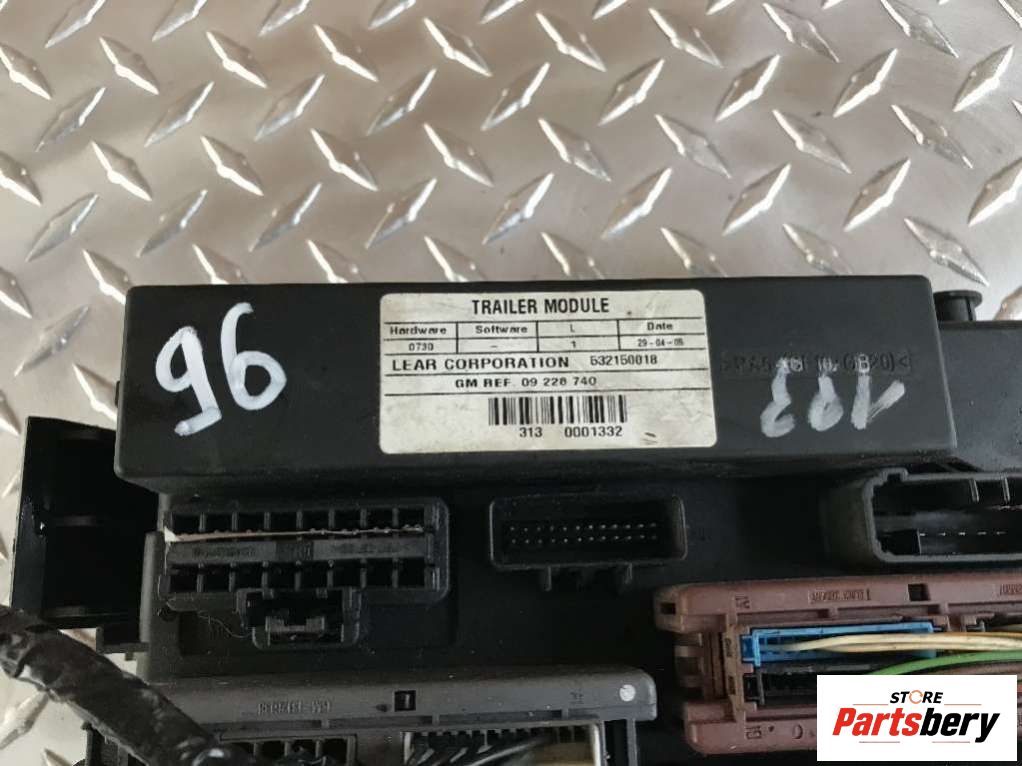 96
TRAILER MODULE
Hardware Software L Date
0730 – 1 29-04-05
LEAR CORPORATION 532150018
GM REF. 09 228 740
313 0001332
STORE
Partsbery